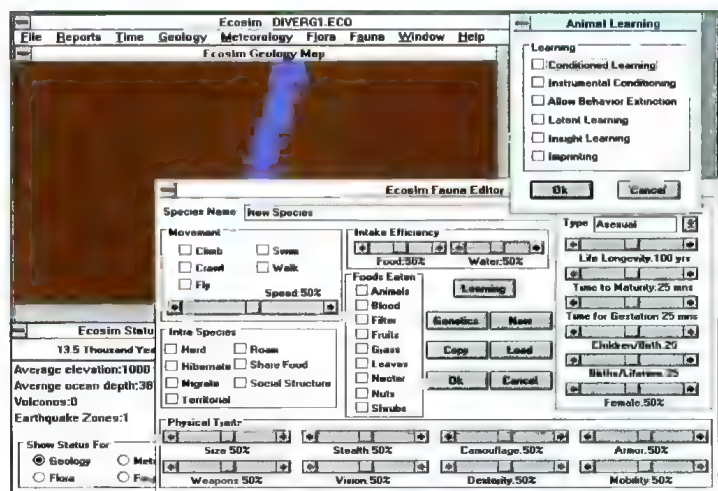 Ecosim DIVERG1.ECO
File Reports Time Geology Meteorology Flora Fauna Window Help
Ecosim Geology Map
Animal Learning
Learning
Conditioned Learning
Instrumental Conditioning
Allow Behavior Extinction
Latent Learning
Insight Learning
Imprinting
Ok Cancel
Ecosim Fauna Editor
Species Name New Species
Movement
Climb Swim
Crawl Walk
Fly
Speed:50%
Intra Species
Herd Roam
Hibernate Share Food
Migrate Social Structure
Territorial
Intake Efficiency
Food:50% Water:50%
Foods Eaten
Animals
Blood
Filter
Fruits
Grass
Leaves
Nectar
Nuts
Shrubs
Learning
Genetics New
Copy Load
Ok Cancel
Type Asexual
Life Longevity:100 yrs
Time to Maturity:25 mns
Time for Gestation 25 mns
Children/Birth:20
Births/Lifetime:25
Female:50%
Physical Traits
Size 50% Stealth:50% Camouflage:50% Armor:50%
Weapons 50% Vision:50% Dexterity:50% Mobility 50%
Ecosim Statu
13.5 Thousand Yea
Average elevation:1000
Average ocean depth:38
Volcanos:0
Earthquake Zones:1
Show Status For
Geology Met
Flora